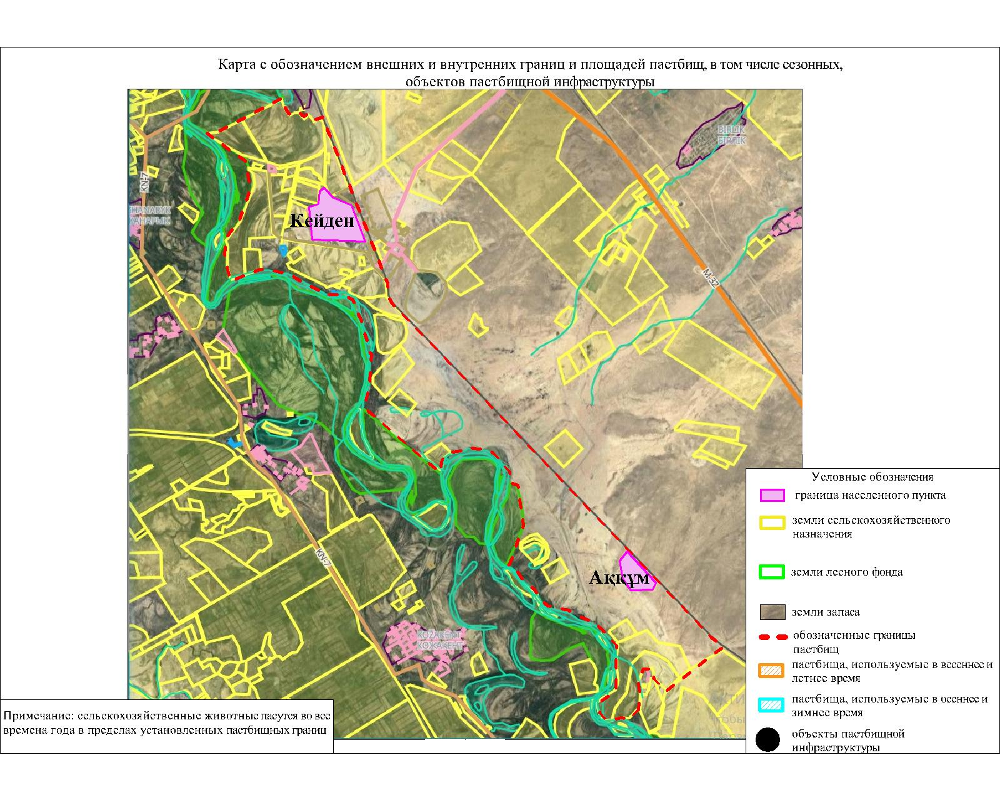 Карта с обозначением внешних и внутренних границ и площадей пастбищ, в том числе сезонных,
объектов пастбищной инфраструктуры
BIRLIK
БІРЛІК
KN-7
HANARYK
ЖАНАРЫК
Кейден
M-32
KN-7
Аққұм
KOZAKENT
КОЖАКЕНТ
Условные обозначения
граница населенного пункта
земли сельскохозяйственного
назначения
земли лесного фонда
земли запаса
обозначенные границы
пастбищ
пастбища, используемые в весеннее и
летнее время
пастбища, используемые в осеннее и
зимнее время
объекты пастбищной
инфраструктуры
Примечание: сельскохозяйственные животные пасутся во все
времена года в пределах установленных пастбищных границ